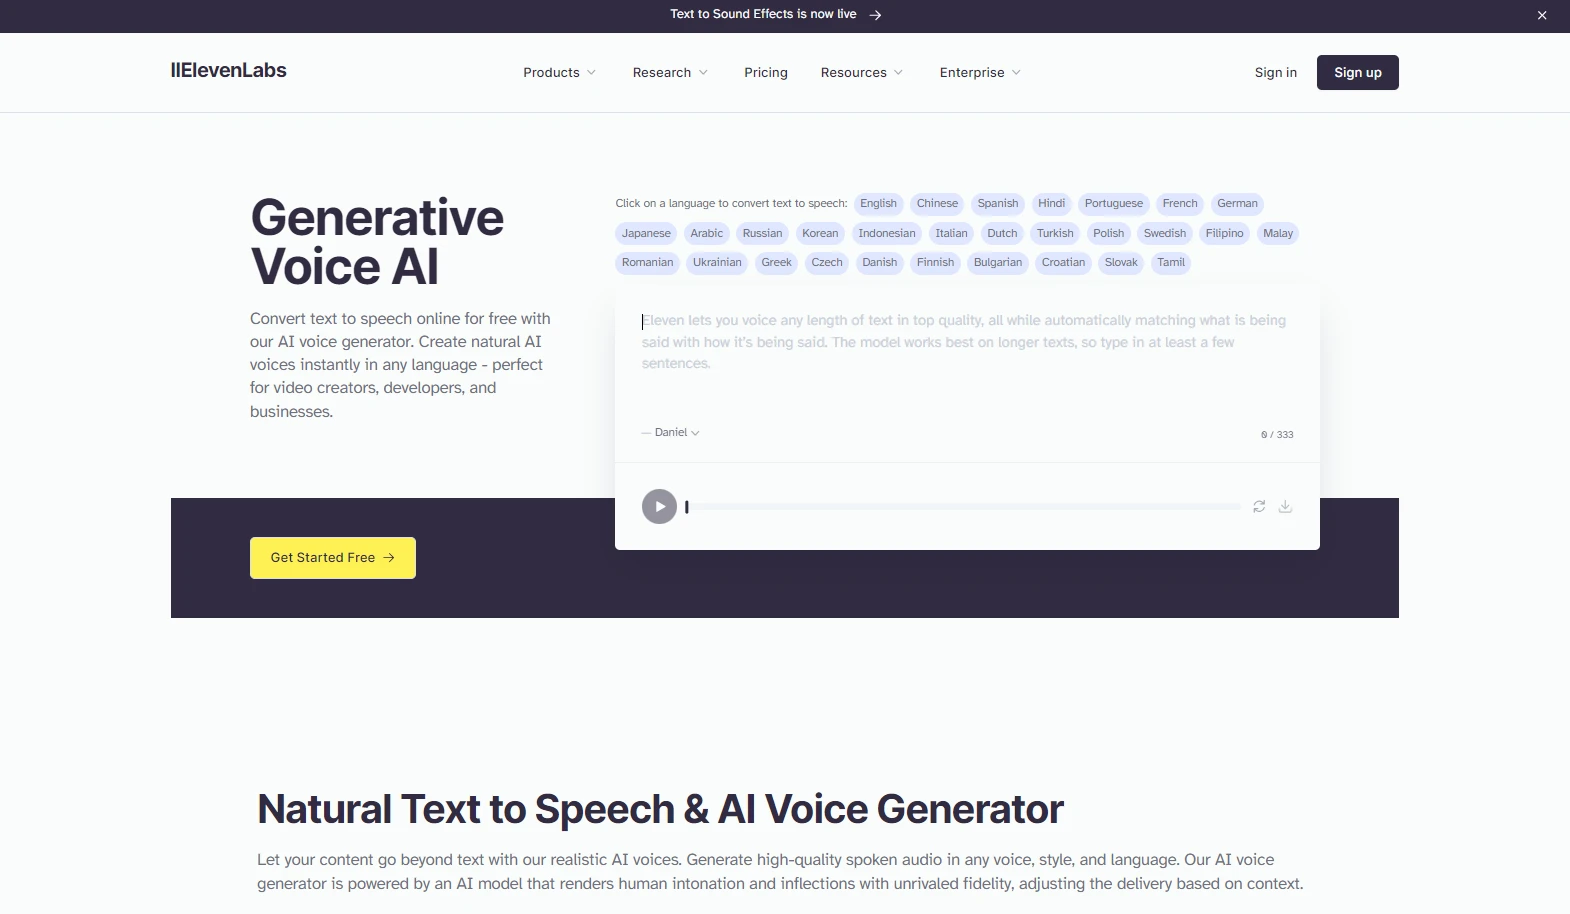 Text to Sound Effects is now live →
IIElevenLabs
Products
Research
Pricing
Resources
Enterprise
Sign in
Sign up
Generative
Voice AI
Convert text to speech online for free with
our AI voice generator. Create natural AI
voices instantly in any language - perfect
for video creators, developers, and
businesses.
Click on a language to convert text to speech: English Chinese Spanish Hindi Portuguese French German
Japanese Arabic Russian Korean Indonesian Italian Dutch Turkish Polish Swedish Filipino Malay
Romanian Ukrainian Greek Czech Danish Finnish Bulgarian Croatian Slovak Tamil
Eleven lets you voice any length of text in top quality, all while automatically matching what is being
said with how it's being said. The model works best on longer texts, so type in at least a few
sentences.
— Daniel
0 / 333
Get Started Free →
Natural Text to Speech & AI Voice Generator
Let your content go beyond text with our realistic AI voices. Generate high-quality spoken audio in any voice, style, and language. Our AI voice
generator is powered by an AI model that renders human intonation and inflections with unrivaled fidelity, adjusting the delivery based on context.